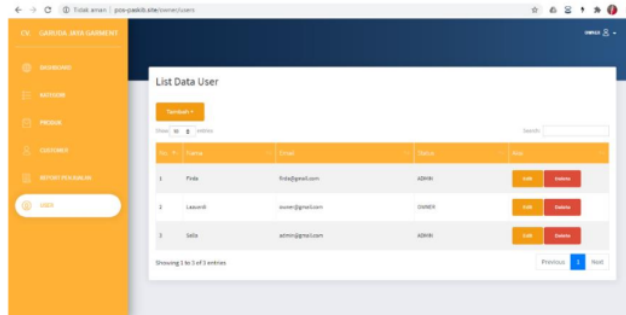 Tidak aman | pos-paskib.site/owner/users
CV. GARUDA JAYA GARMENT
OWNER
DASHBOARD
KATEGORI
PRODUK
CUSTOMER
REPORT PENJUALAN
USER
List Data User
Tambah
Show 10 entries
Search:
No Nama Email Status Aksi
1 Firda firda@gmail.com ADMIN Edit Delete
2 owner@gmail.com OWNER Edit Delete
3 Sella admin@gmail.com ADMIN Edit Delete
Showing 1 to 3 of 3 entries
Previous 1 Next